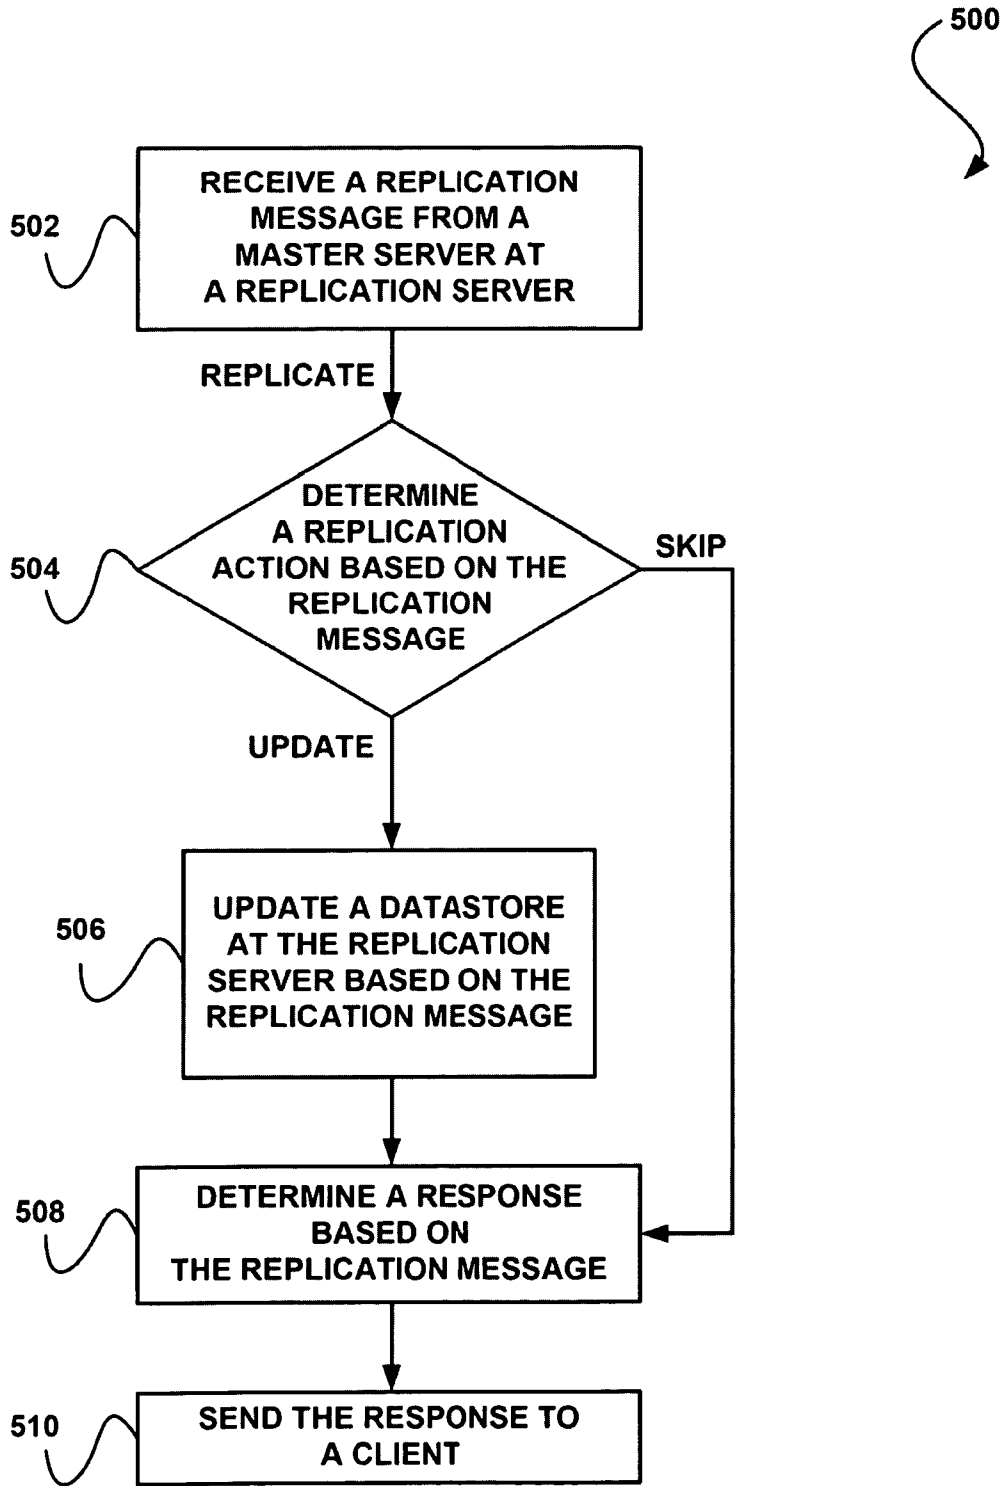 500
502
RECEIVE A REPLICATION
MESSAGE FROM A
MASTER SERVER AT
A REPLICATION SERVER
REPLICATE
504
DETERMINE
A REPLICATION
ACTION BASED ON THE
REPLICATION
MESSAGE
SKIP
UPDATE
506
UPDATE A DATASTORE
AT THE REPLICATION
SERVER BASED ON THE
REPLICATION MESSAGE
508
DETERMINE A RESPONSE
BASED ON
THE REPLICATION MESSAGE
510
SEND THE RESPONSE TO
A CLIENT